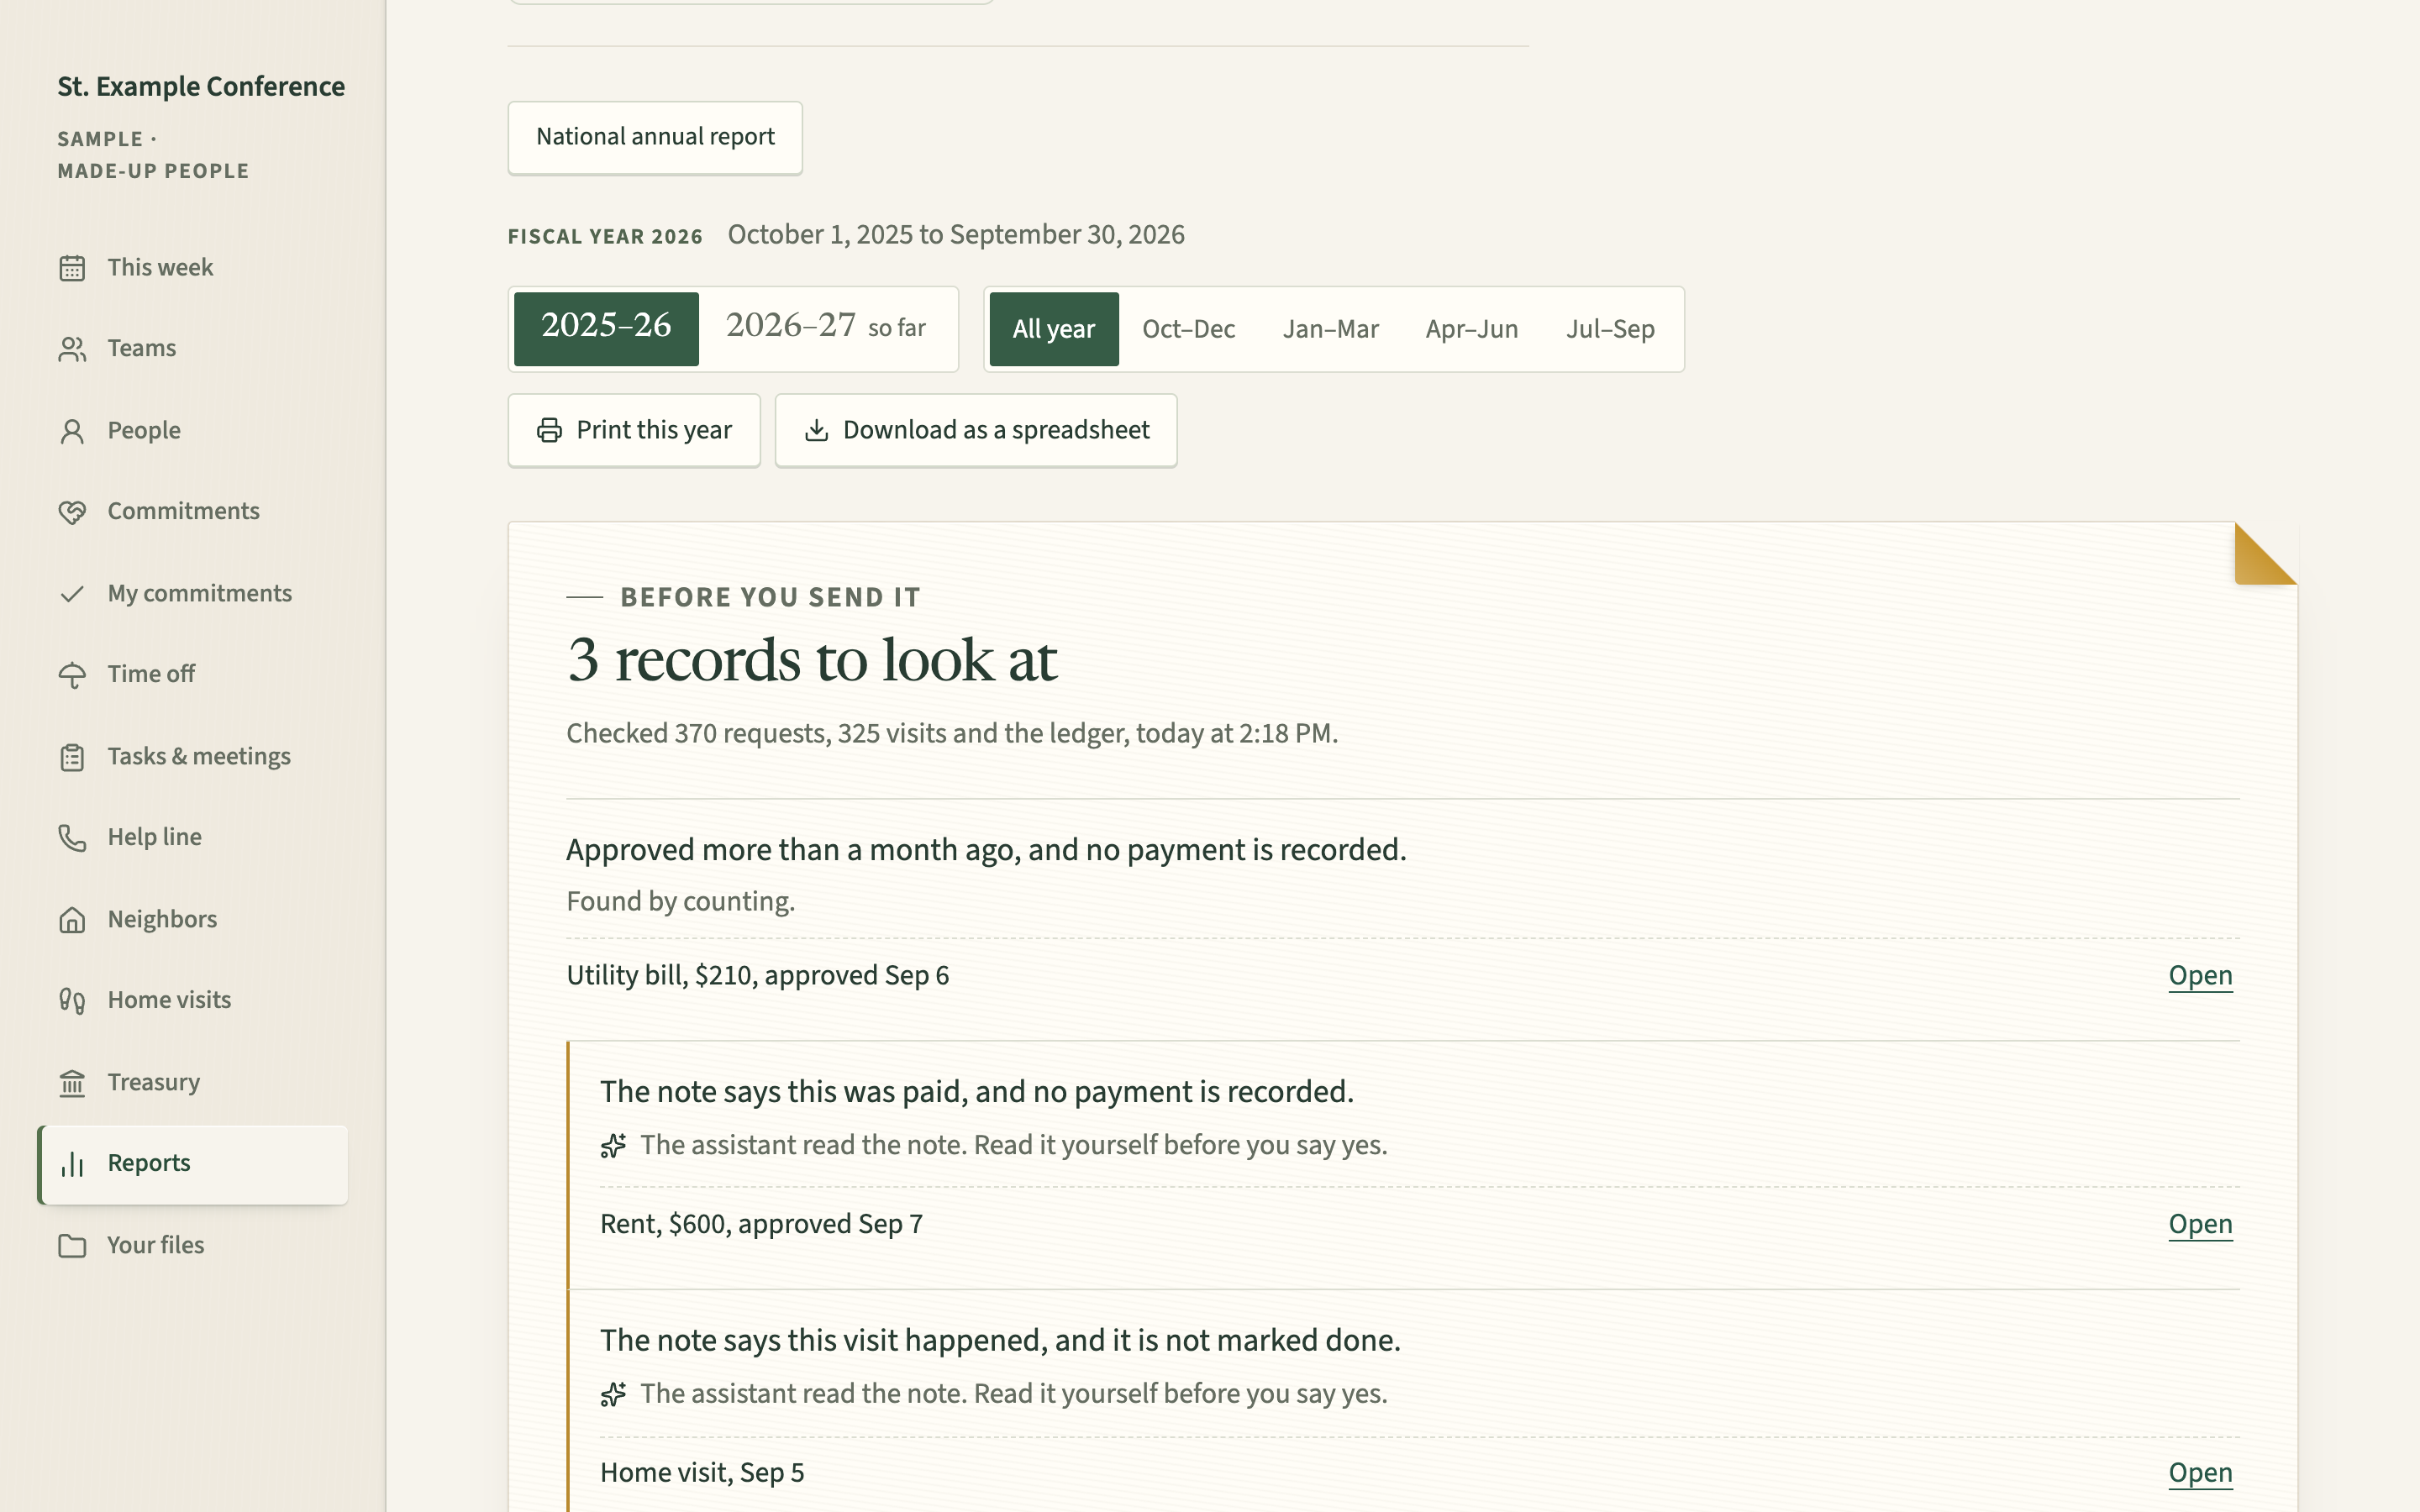 St. Example Conference
SAMPLE ·
MADE-UP PEOPLE
This week
Teams
People
Commitments
My commitments
Time off
Tasks & meetings
Help line
Neighbors
Home visits
Treasury
Reports
Your files
National annual report
FISCAL YEAR 2026 October 1, 2025 to September 30, 2026
2025–26 2026–27 so far All year Oct–Dec Jan–Mar Apr–Jun Jul–Sep
Print this year Download as a spreadsheet
BEFORE YOU SEND IT
3 records to look at
Checked 370 requests, 325 visits and the ledger, today at 2:18 PM.
Approved more than a month ago, and no payment is recorded.
Found by counting.
Utility bill, $210, approved Sep 6 Open
The note says this was paid, and no payment is recorded.
The assistant read the note. Read it yourself before you say yes.
Rent, $600, approved Sep 7 Open
The note says this visit happened, and it is not marked done.
The assistant read the note. Read it yourself before you say yes.
Home visit, Sep 5 Open